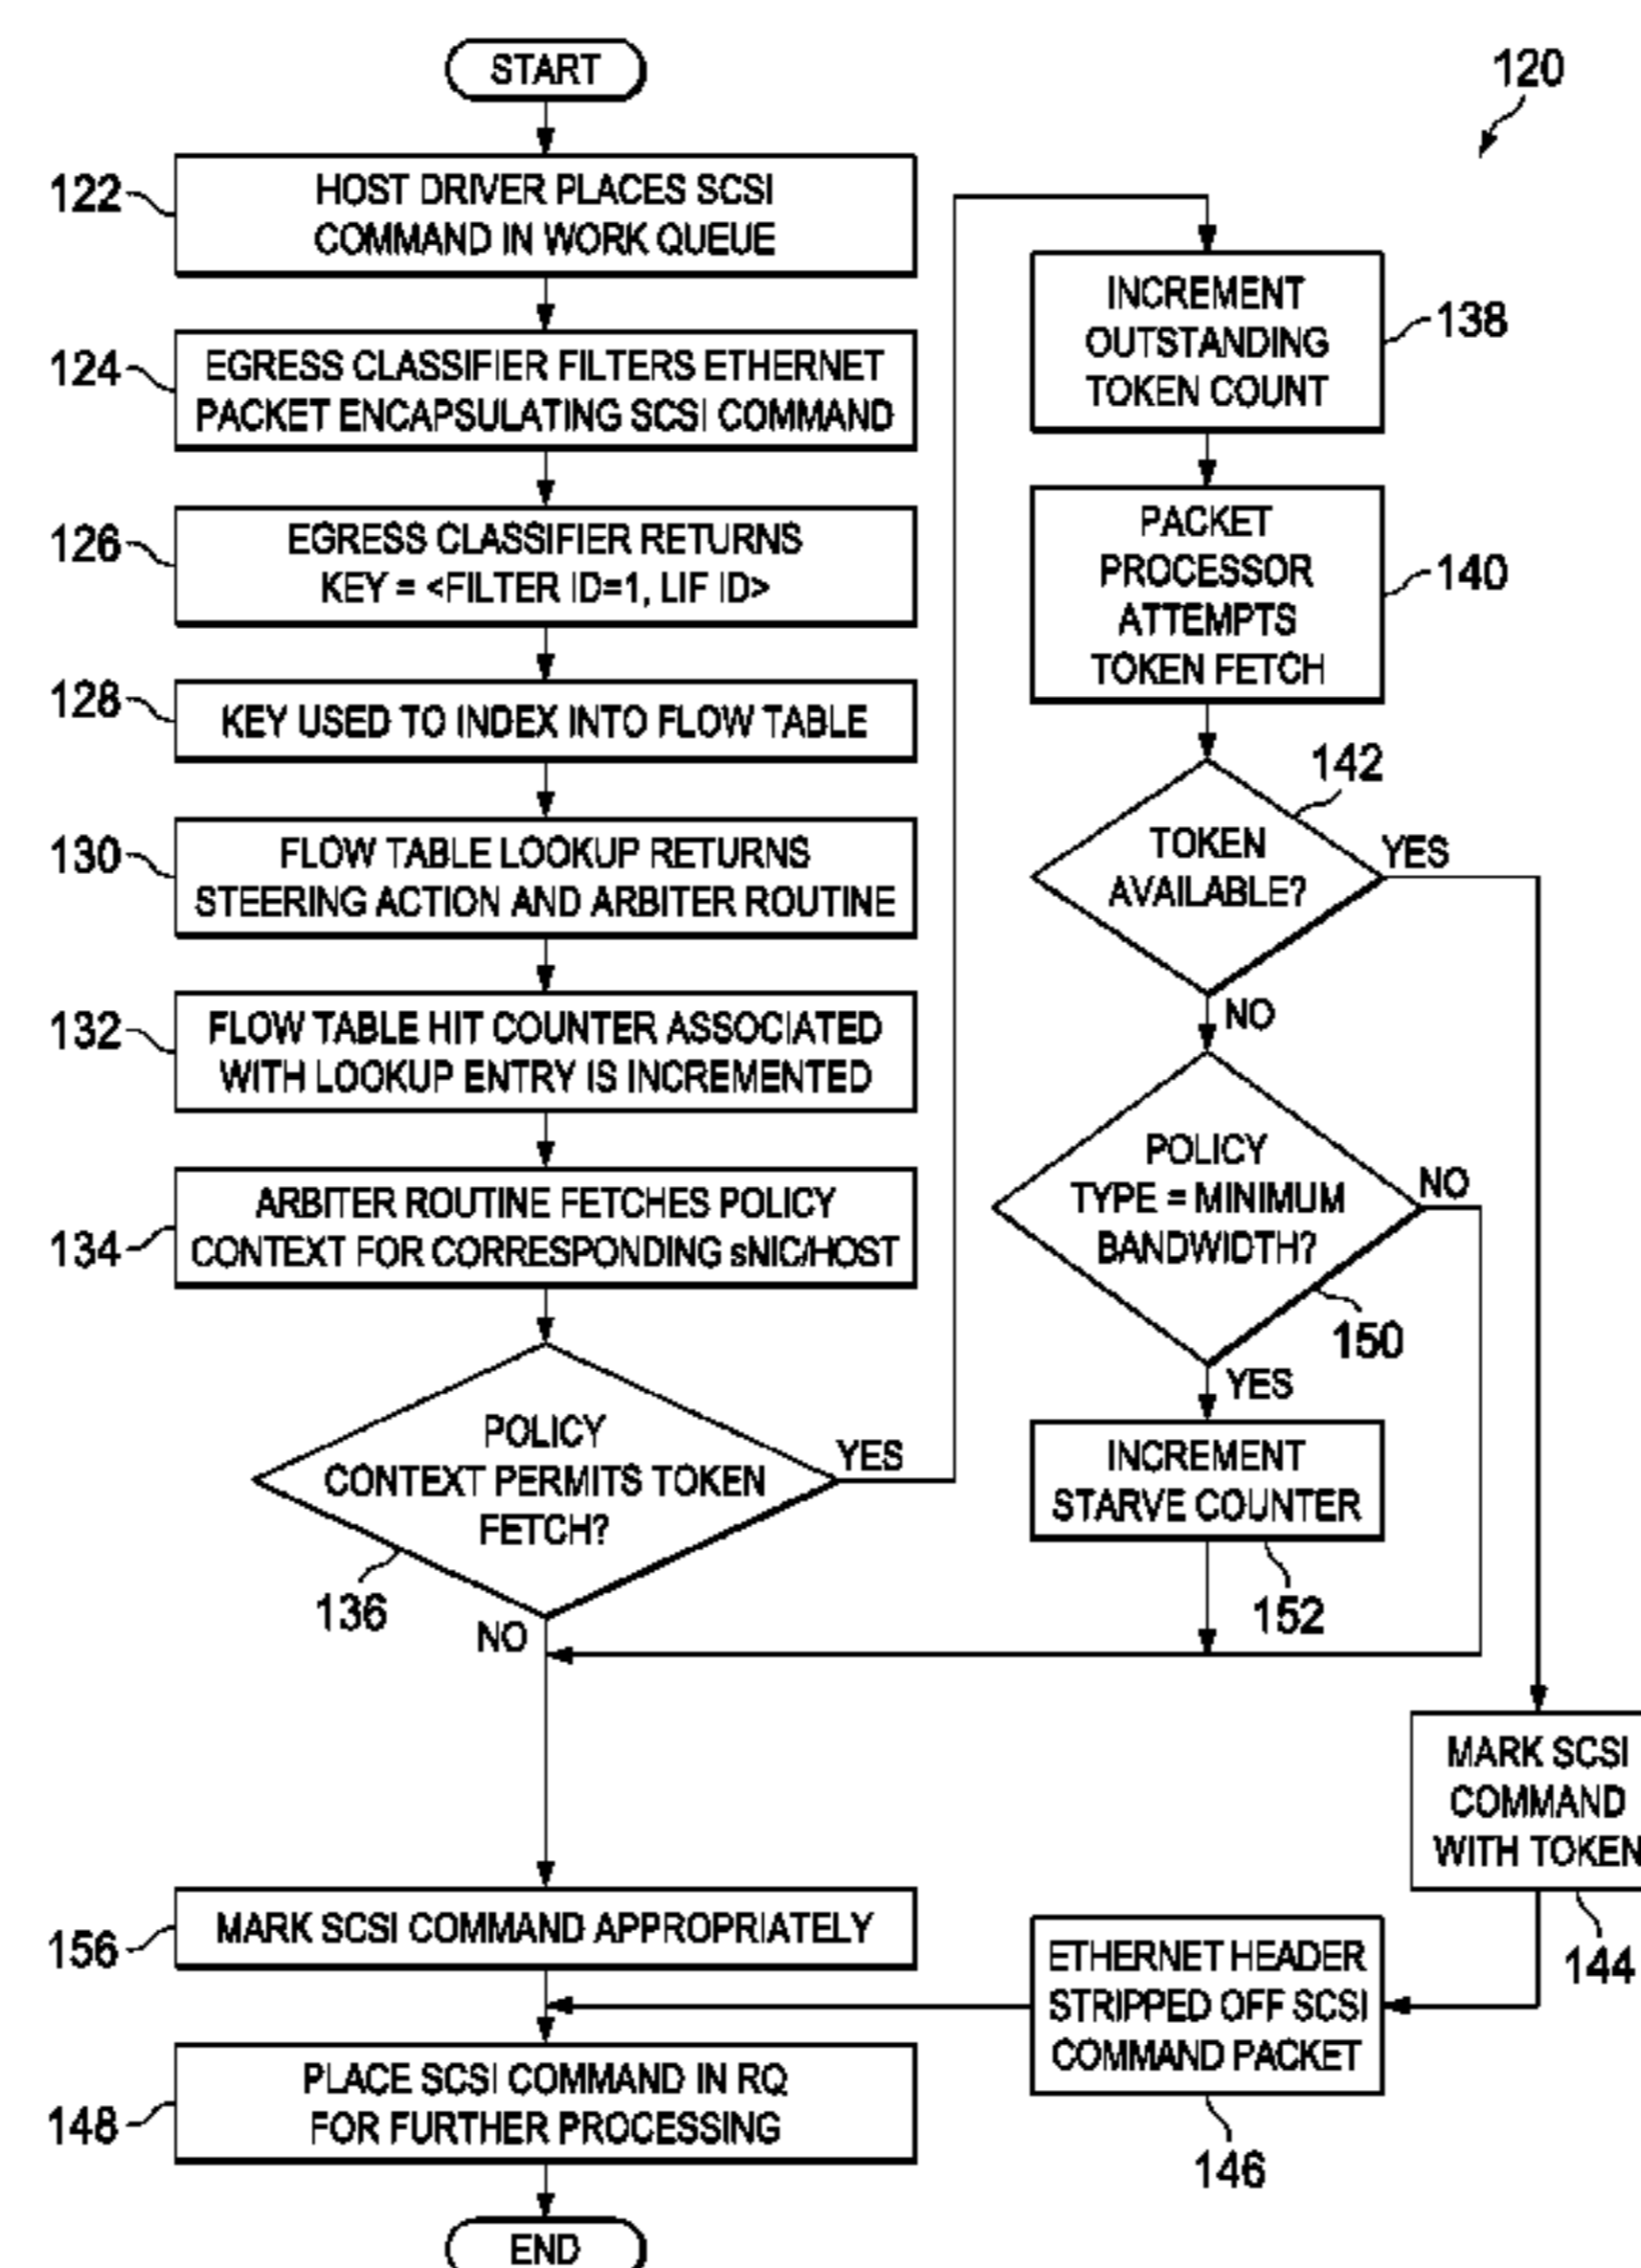 START
120
122
HOST DRIVER PLACES SCSI
COMMAND IN WORK QUEUE
124
EGRESS CLASSIFIER FILTERS ETHERNET
PACKET ENCAPSULATING SCSI COMMAND
126
EGRESS CLASSIFIER RETURNS
KEY = <FILTER ID=1, LIF ID>
128
KEY USED TO INDEX INTO FLOW TABLE
130
FLOW TABLE LOOKUP RETURNS
STEERING ACTION AND ARBITER ROUTINE
132
FLOW TABLE HIT COUNTER ASSOCIATED
WITH LOOKUP ENTRY IS INCREMENTED
134
ARBITER ROUTINE FETCHES POLICY
CONTEXT FOR CORRESPONDING sNIC/HOST
POLICY
CONTEXT PERMITS TOKEN
FETCH?
YES
136
NO
INCREMENT
OUTSTANDING
TOKEN COUNT
138
PACKET
PROCESSOR
ATTEMPTS
TOKEN FETCH
140
142
TOKEN
AVAILABLE?
YES
NO
POLICY
TYPE = MINIMUM
BANDWIDTH?
NO
150
YES
INCREMENT
STARVE COUNTER
152
MARK SCSI
COMMAND
WITH TOKEN
144
156
MARK SCSI COMMAND APPROPRIATELY
ETHERNET HEADER
STRIPPED OFF SCSI
COMMAND PACKET
146
148
PLACE SCSI COMMAND IN RQ
FOR FURTHER PROCESSING
END